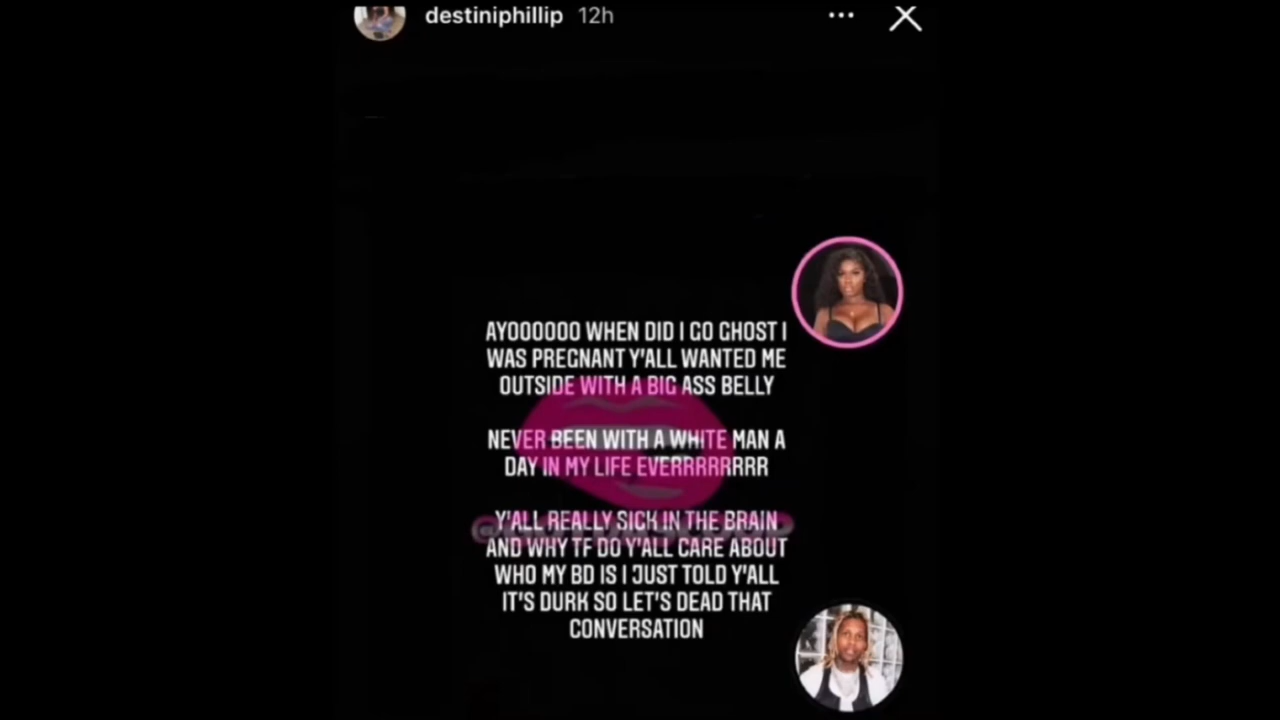 destiniphillip 12h
AYOOOOOO WHEN DID I GO GHOST I
WAS PREGNANT Y'ALL WANTED ME
OUTSIDE WITH A BIG ASS BELLY
NEVER BEEN WITH A WHITE MAN A
DAY IN MY LIFE EVERRRRRRRR
Y'ALL REALLY SICK IN THE BRAIN
AND WHY TF DO Y'ALL CARE ABOUT
WHO MY BD IS I JUST TOLD Y'ALL
IT'S DURK SO LET'S DEAD THAT
CONVERSATION